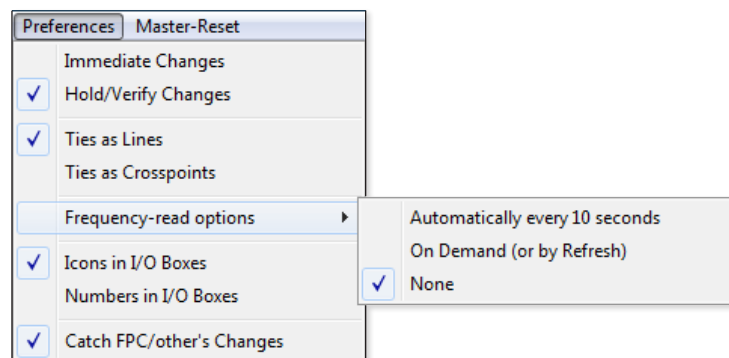 Preferences Master-Reset
Immediate Changes
Hold/Verify Changes
Ties as Lines
Ties as Crosspoints
Frequency-read options
Automatically every 10 seconds
On Demand (or by Refresh)
None
Icons in I/O Boxes
Numbers in I/O Boxes
Catch FPC/other's Changes